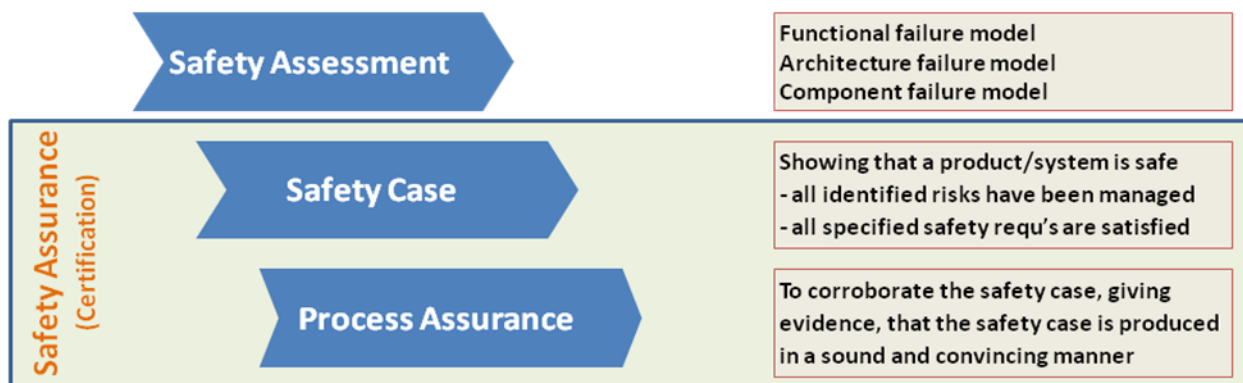 Safety Assessment
Functional failure model
Architecture failure model
Component failure model
Safety Assurance
(Certification)
Safety Case
Showing that a product/system is safe
- all identified risks have been managed
- all specified safety requ's are satisfied
Process Assurance
To corroborate the safety case, giving
evidence, that the safety case is produced
in a sound and convincing manner